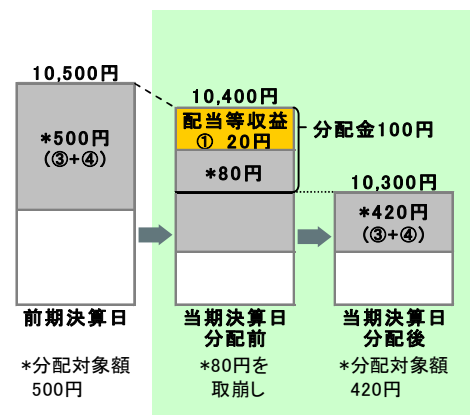 10,500円
*500円
(③+④)
前期決算日
*分配対象額
500円
10,400円
配当等収益
① 20円
*80円
分配金100円
当期決算日
分配前
*80円を
取崩し
10,300円
*420円
(③+④)
当期決算日
分配後
*分配対象額
420円